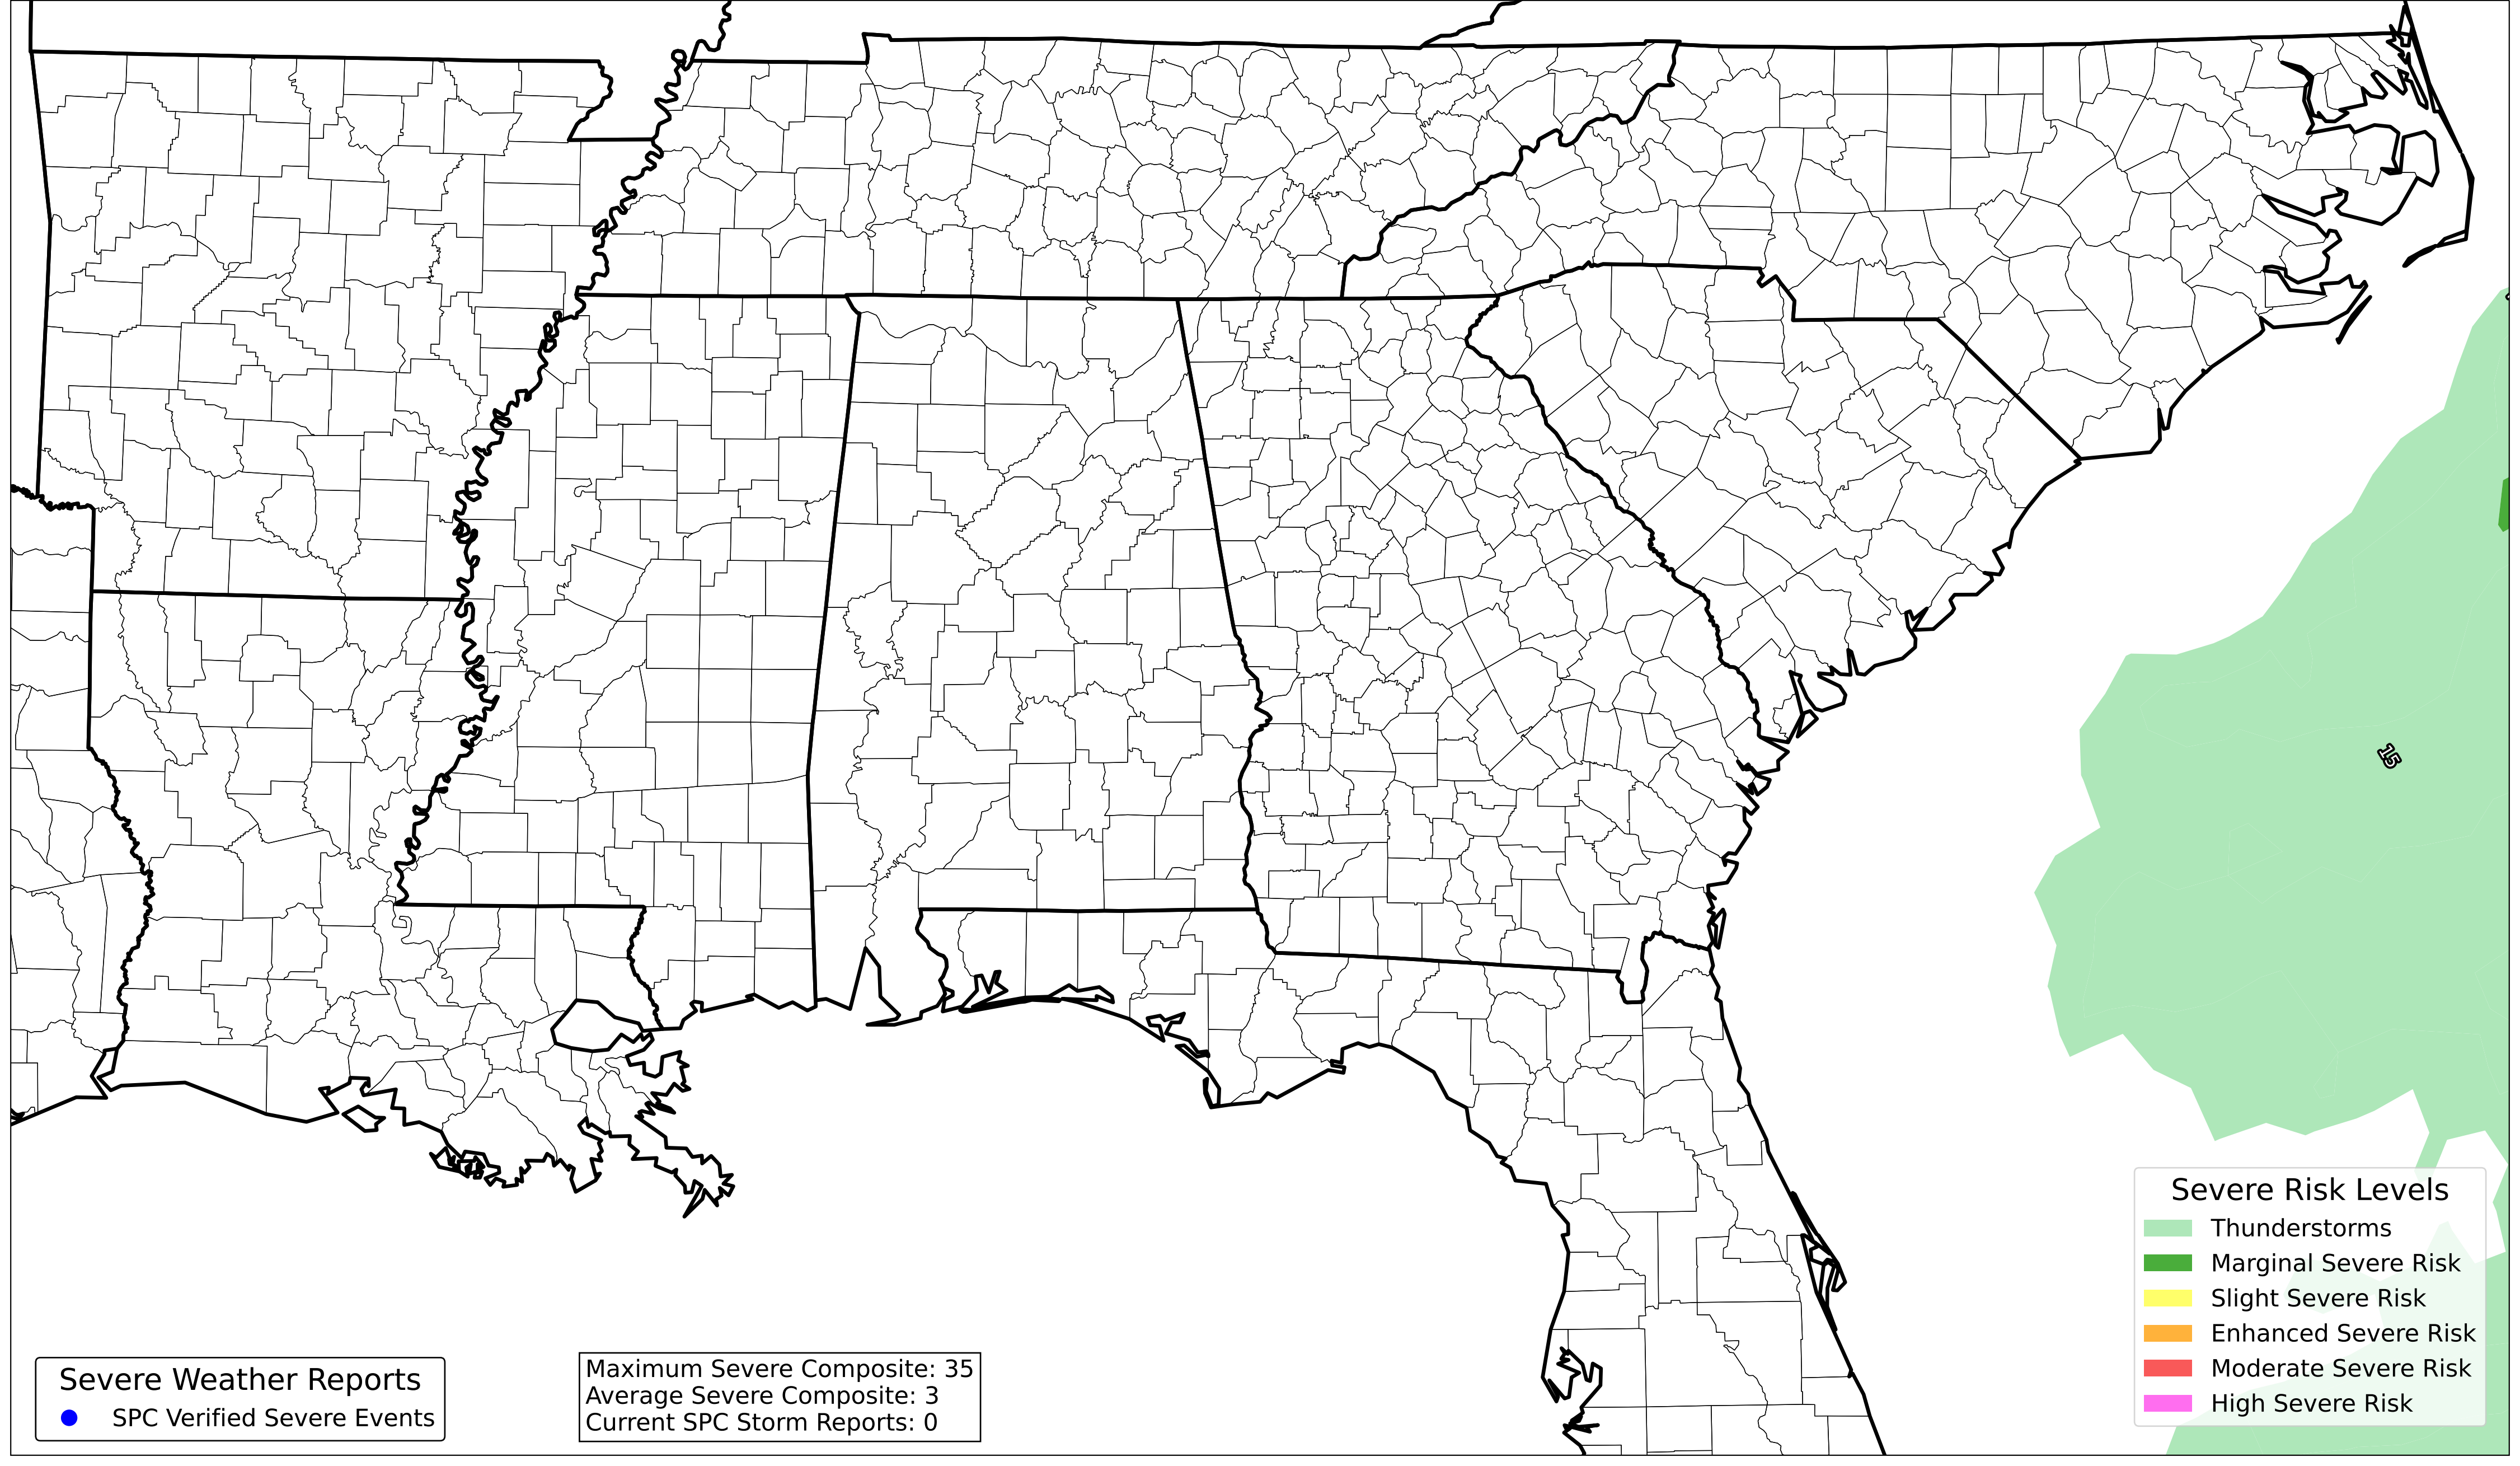 15
Severe Risk Levels
Thunderstorms
Marginal Severe Risk
Slight Severe Risk
Enhanced Severe Risk
Moderate Severe Risk
High Severe Risk
Severe Weather Reports
SPC Verified Severe Events
Maximum Severe Composite: 35
Average Severe Composite: 3
Current SPC Storm Reports: 0